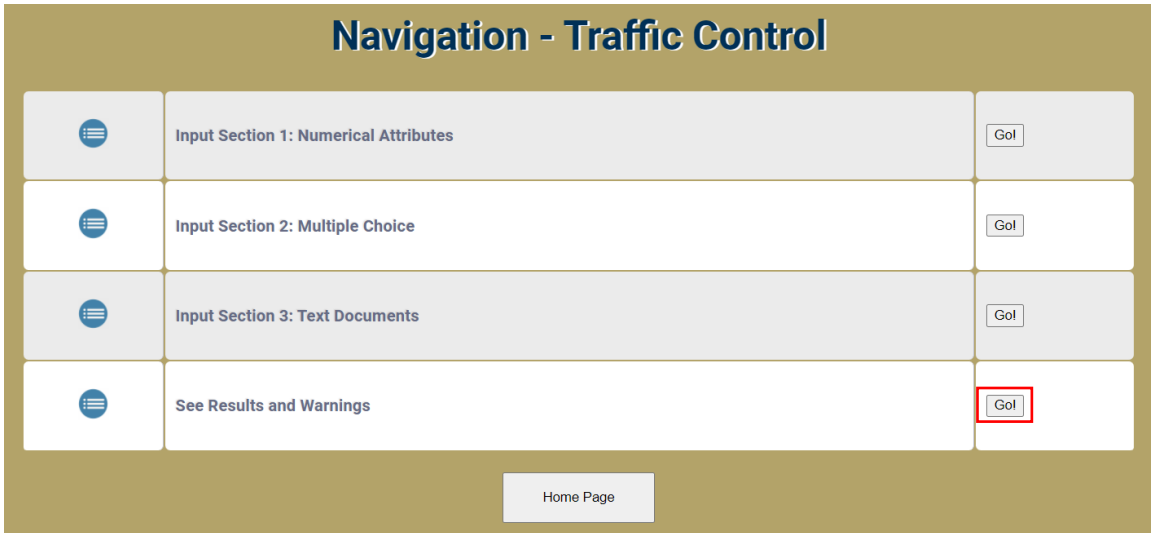 Navigation - Traffic Control
Input Section 1: Numerical Attributes
Go!
Input Section 2: Multiple Choice
Go!
Input Section 3: Text Documents
Go!
See Results and Warnings
Go!
Home Page